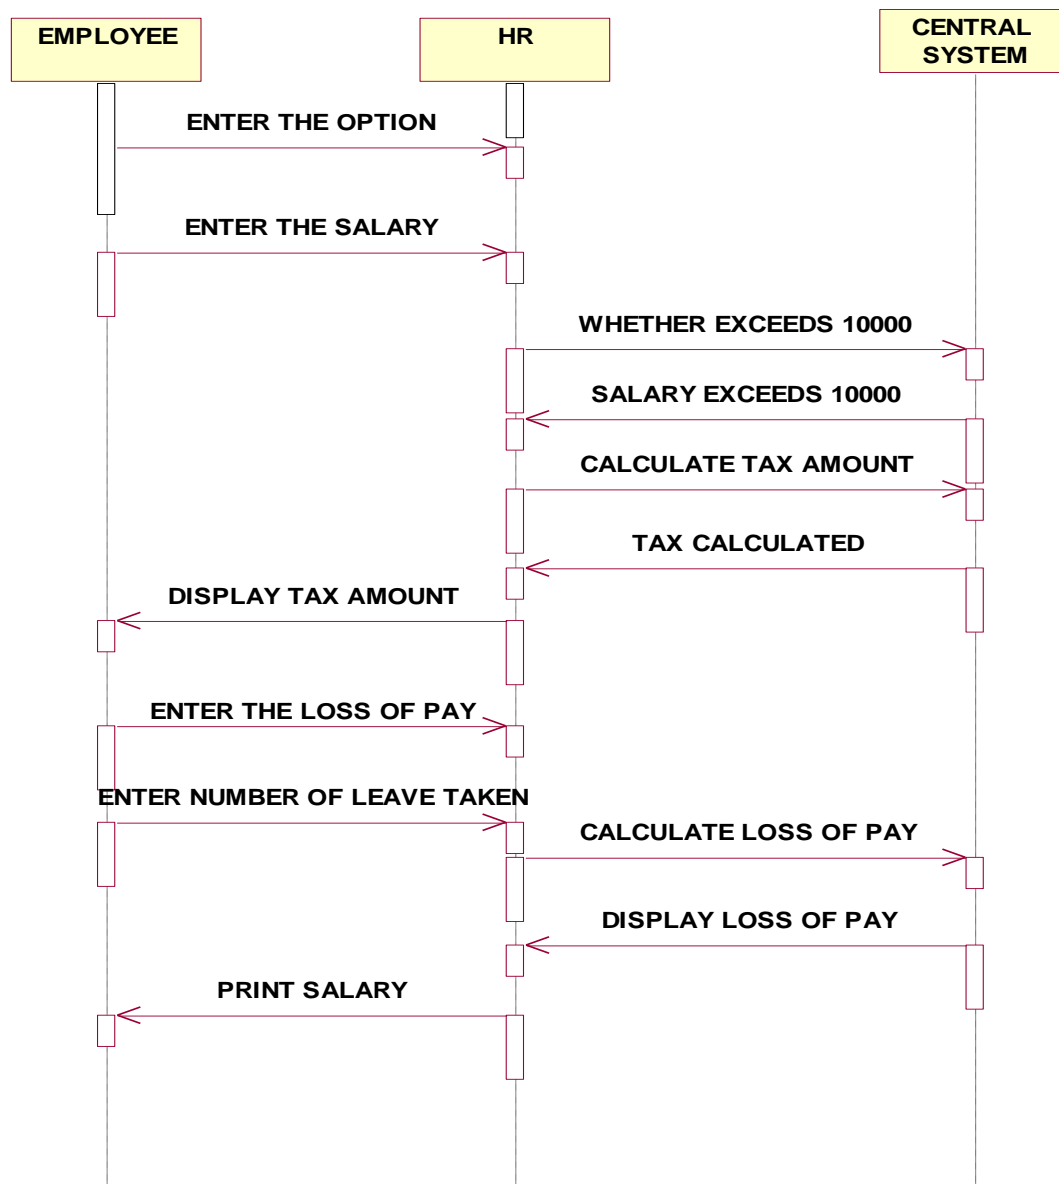 EMPLOYEE
HR
CENTRAL
SYSTEM
ENTER THE OPTION
ENTER THE SALARY
WHETHER EXCEEDS 10000
SALARY EXCEEDS 10000
CALCULATE TAX AMOUNT
TAX CALCULATED
DISPLAY TAX AMOUNT
ENTER THE LOSS OF PAY
ENTER NUMBER OF LEAVE TAKEN
CALCULATE LOSS OF PAY
DISPLAY LOSS OF PAY
PRINT SALARY